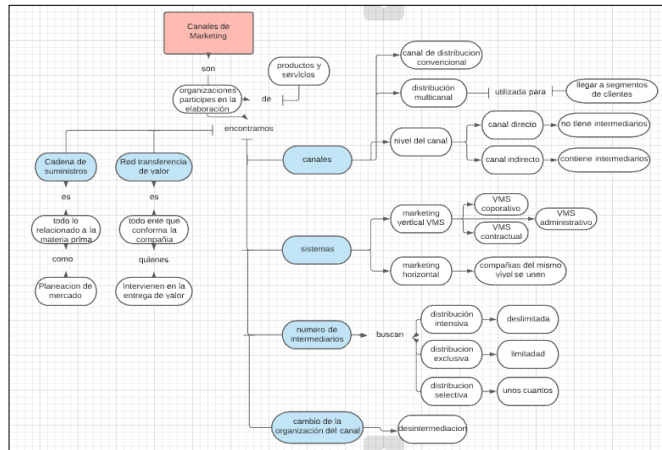 Canales de
Marketing
son
organizaciones
participes en la
elaboración
de
productos y
servicios
encontramos
Cadena de
suministros
es
todo lo
relacionado a la
materia prima
como
Planeacion de
mercado
Red transferencia
de valor
es
todo ente que
conforma la
compañia
quienes
Intervienen en la
entrega de valor
canales
canal de distribucion
convencional
distribución
multicanal
utilizada para
llegar a segmentos
de clientes
nivel del canal
canal directo
no tiene intermediarios
canal indirecto
contiene intermediarios
sistemas
marketing
vertical VMS
VMS
coporativo
VMS
contractual
VMS
administrativo
marketing
horizontal
compañias del mismo
vivel se unen
numero de
intermediarios
buscan
distribución
intensiva
deslimitada
distribucion
exclusiva
limitadad
distribucion
selectiva
unos cuantos
cambio de la
organización del canal
desintermediacion